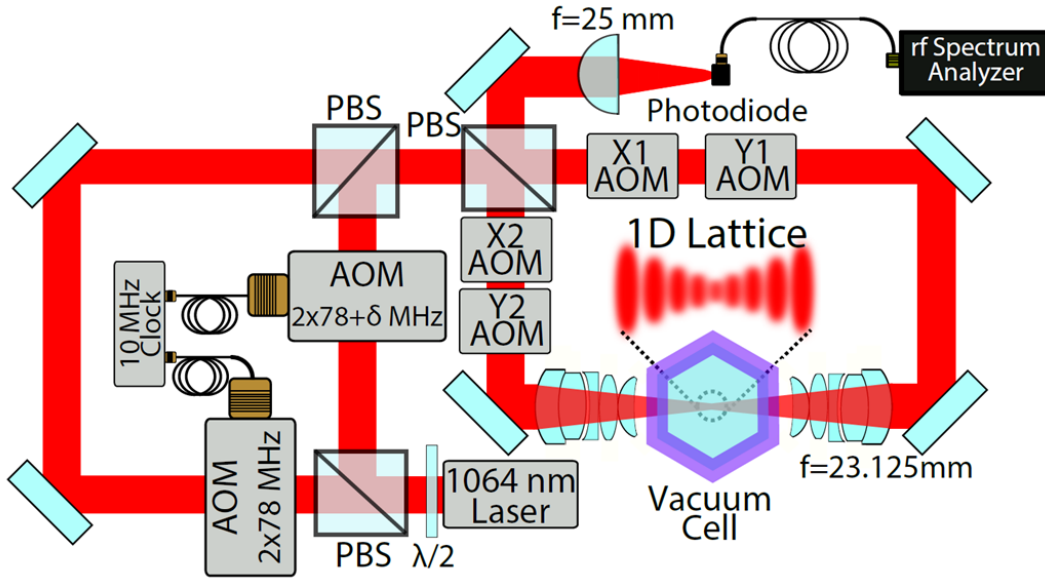 f=25 mm
rf Spectrum
Analyzer
Photodiode
PBS
PBS
X1
AOM
Y1
AOM
X2
AOM
Y2
AOM
1D Lattice
AOM
2x78+δ MHz
10 MHz
Clock
AOM
2x78 MHz
PBS
λ/2
1064 nm
Laser
Vacuum
Cell
f=23.125mm